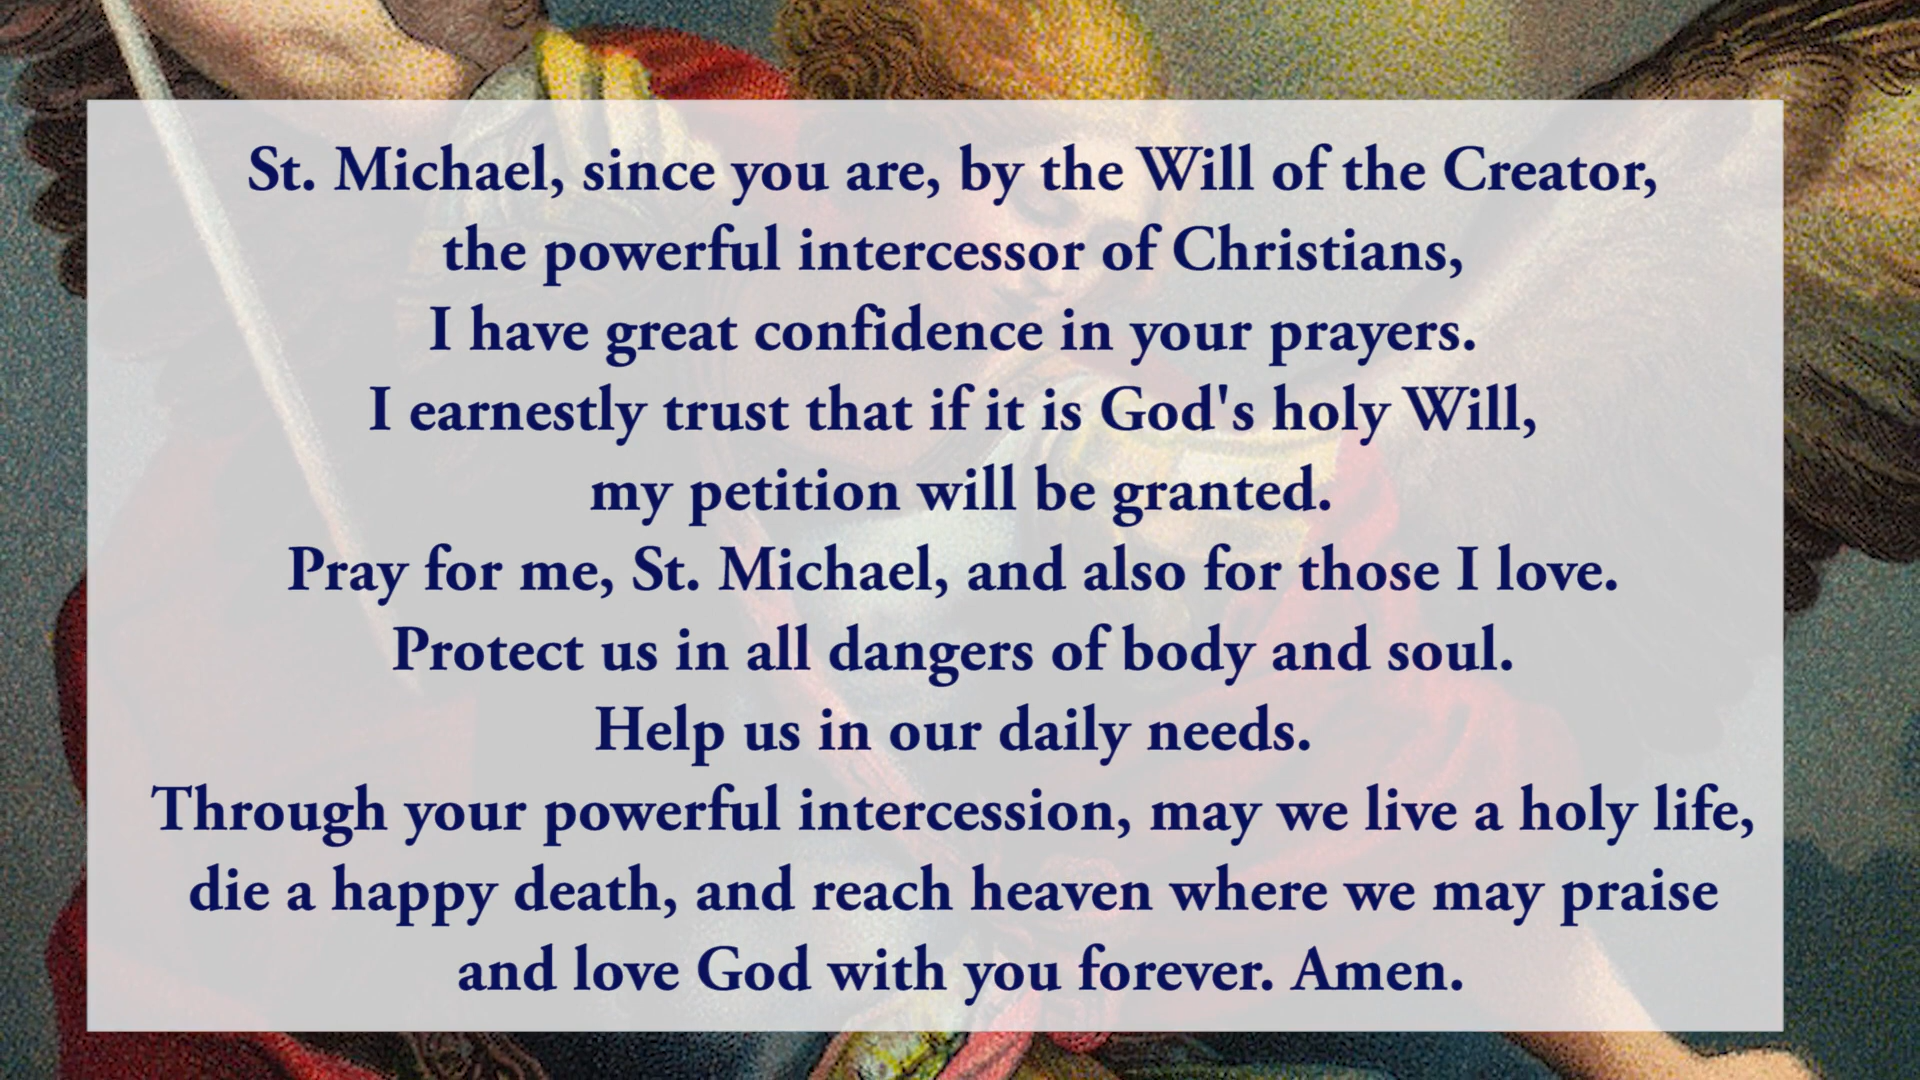 St. Michael, since you are, by the Will of the Creator,
the powerful intercessor of Christians,
I have great confidence in your prayers.
I earnestly trust that if it is God's holy Will,
my petition will be granted.
Pray for me, St. Michael, and also for those I love.
Protect us in all dangers of body and soul.
Help us in our daily needs.
Through your powerful intercession, may we live a holy life,
die a happy death, and reach heaven where we may praise
and love God with you forever. Amen.